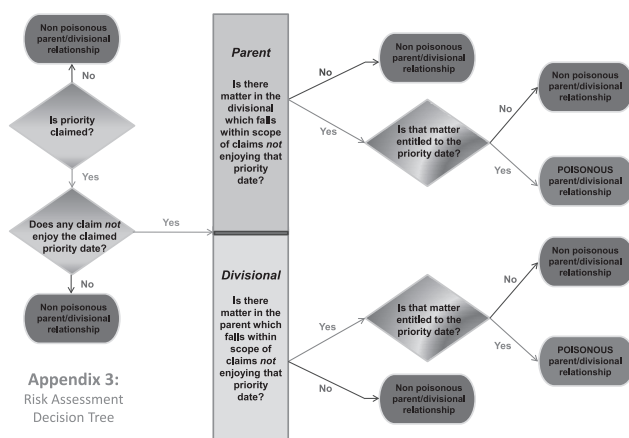 Non poisonous
parent/divisional
relationship
No
Is priority
claimed?
Yes
Does any claim not
enjoy the claimed
priority date?
Yes
No
Non poisonous
parent/divisional
relationship
Appendix 3:
Risk Assessment
Decision Tree
Parent
Is there
matter in the
divisional
which falls
within scope
of claims not
enjoying that
priority
date?
No
Non poisonous
parent/divisional
relationship
Yes
Is that matter
entitled to the
priority date?
No
Non poisonous
parent/divisional
relationship
Yes
POISONOUS
parent/divisional
relationship
Divisional
Is there
matter in the
parent which
falls within
scope of
claims not
enjoying that
priority
date?
Yes
Is that matter
entitled to the
priority date?
No
Non poisonous
parent/divisional
relationship
Yes
POISONOUS
parent/divisional
relationship
No
Non poisonous
parent/divisional
relationship